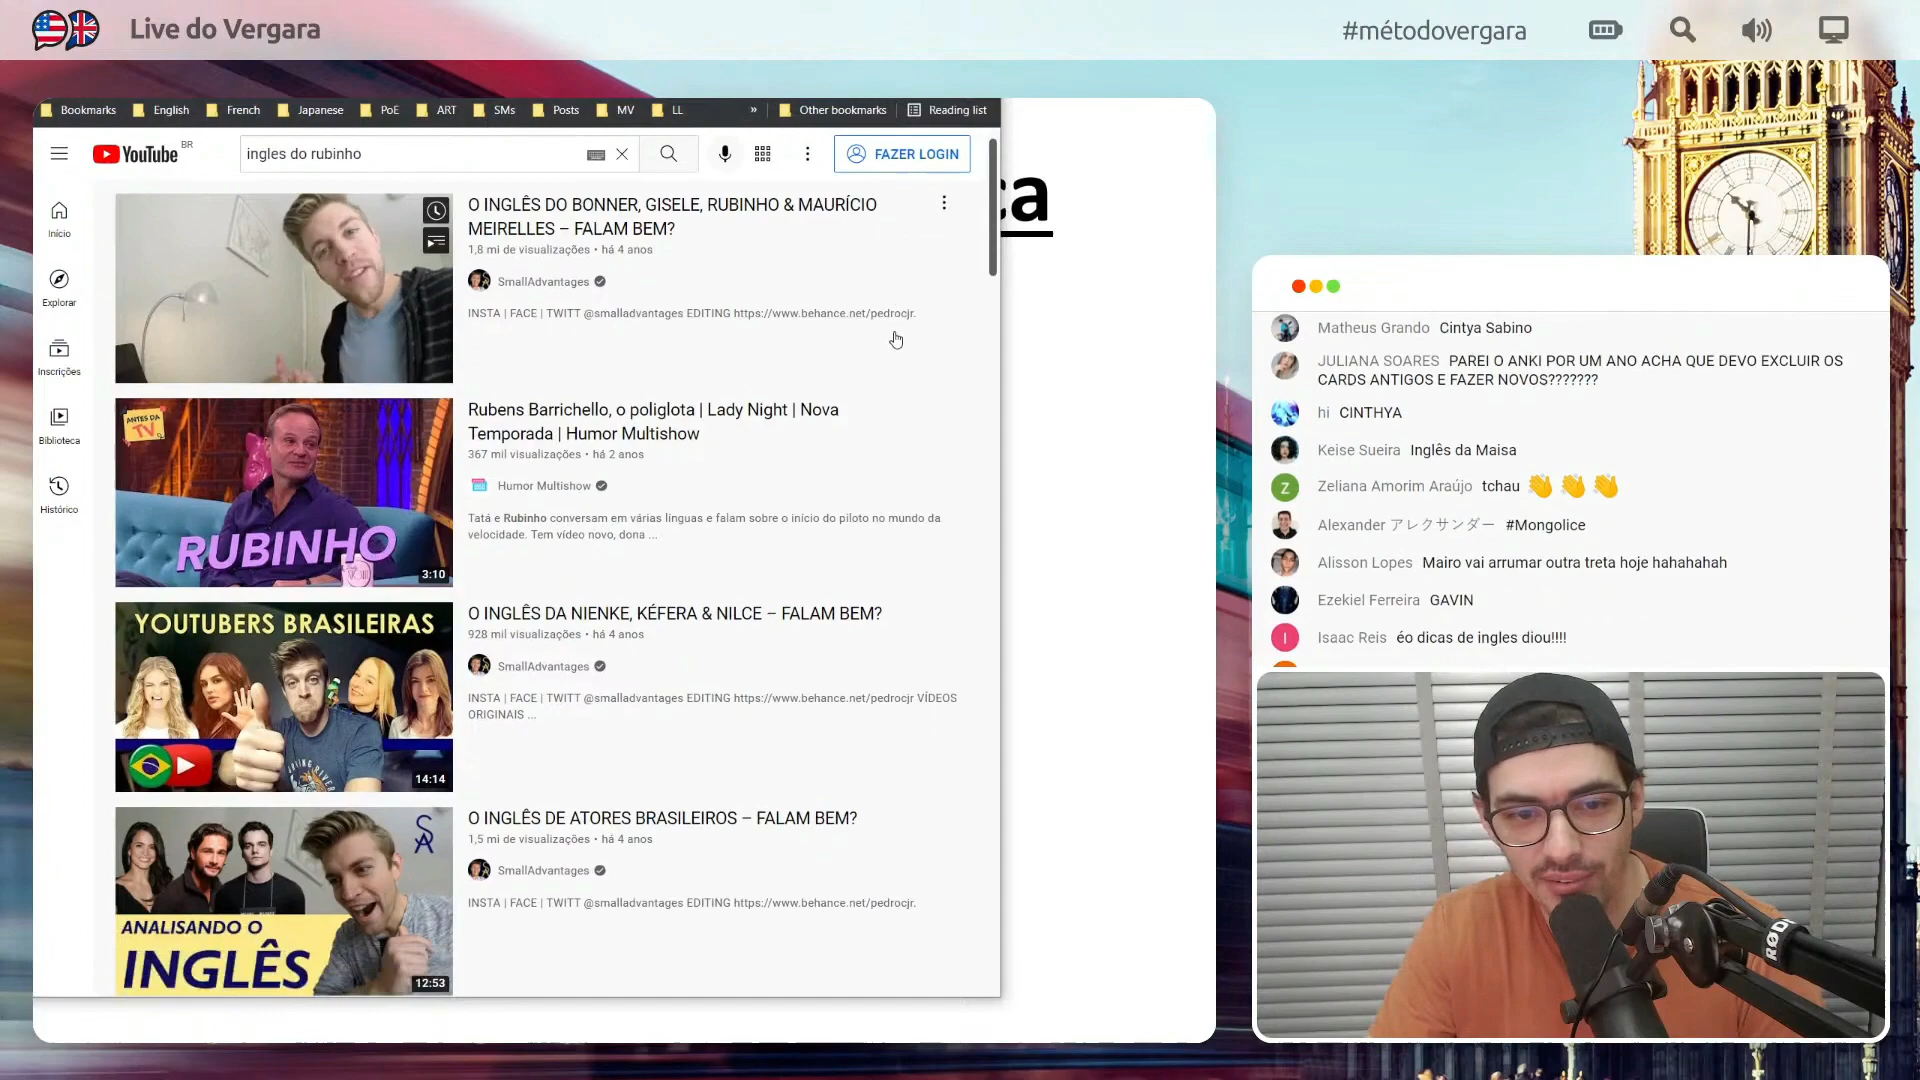 Live do Vergara
#métodovergara
Bookmarks English French Japanese PoE ART SMs Posts MV LL » Other bookmarks Reading list
YouTube BR
ingles do rubinho
FAZER LOGIN
ca
Início
Explorar
Inscrições
Biblioteca
Histórico
O INGLÊS DO BONNER, GISELE, RUBINHO & MAURÍCIO
MEIRELLES – FALAM BEM?
1,8 mi de visualizações • há 4 anos
SmallAdvantages
INSTA | FACE | TWITT @smalladvantages EDITING https://www.behance.net/pedrocjr.
ANTES DA
TV
RUBINHO
3:10
Rubens Barrichello, o poliglota | Lady Night | Nova
Temporada | Humor Multishow
367 mil visualizações • há 2 anos
Humor Multishow
Tatá e Rubinho conversam em várias línguas e falam sobre o início do piloto no mundo da
velocidade. Tem vídeo novo, dona ...
YOUTUBERS BRASILEIRAS
14:14
O INGLÊS DA NIENKE, KÉFERA & NILCE – FALAM BEM?
928 mil visualizações • há 4 anos
SmallAdvantages
INSTA | FACE | TWITT @smalladvantages EDITING https://www.behance.net/pedrocjr VÍDEOS
ORIGINAIS ...
SA
ANALISANDO O
INGLÊS
12:53
O INGLÊS DE ATORES BRASILEIROS – FALAM BEM?
1,5 mi de visualizações • há 4 anos
SmallAdvantages
INSTA | FACE | TWITT @smalladvantages EDITING https://www.behance.net/pedrocjr.
Matheus Grando Cintya Sabino
JULIANA SOARES PAREI O ANKI POR UM ANO ACHA QUE DEVO EXCLUIR OS
CARDS ANTIGOS E FAZER NOVOS???????
hi CINTHYA
Keise Sueira Inglês da Maisa
Z Zeliana Amorim Araújo tchau 👋 👋 👋
Alexander アレクサンダー #Mongolice
Alisson Lopes Mairo vai arrumar outra treta hoje hahahahah
Ezekiel Ferreira GAVIN
I Isaac Reis éo dicas de ingles diou!!!!
RØDE